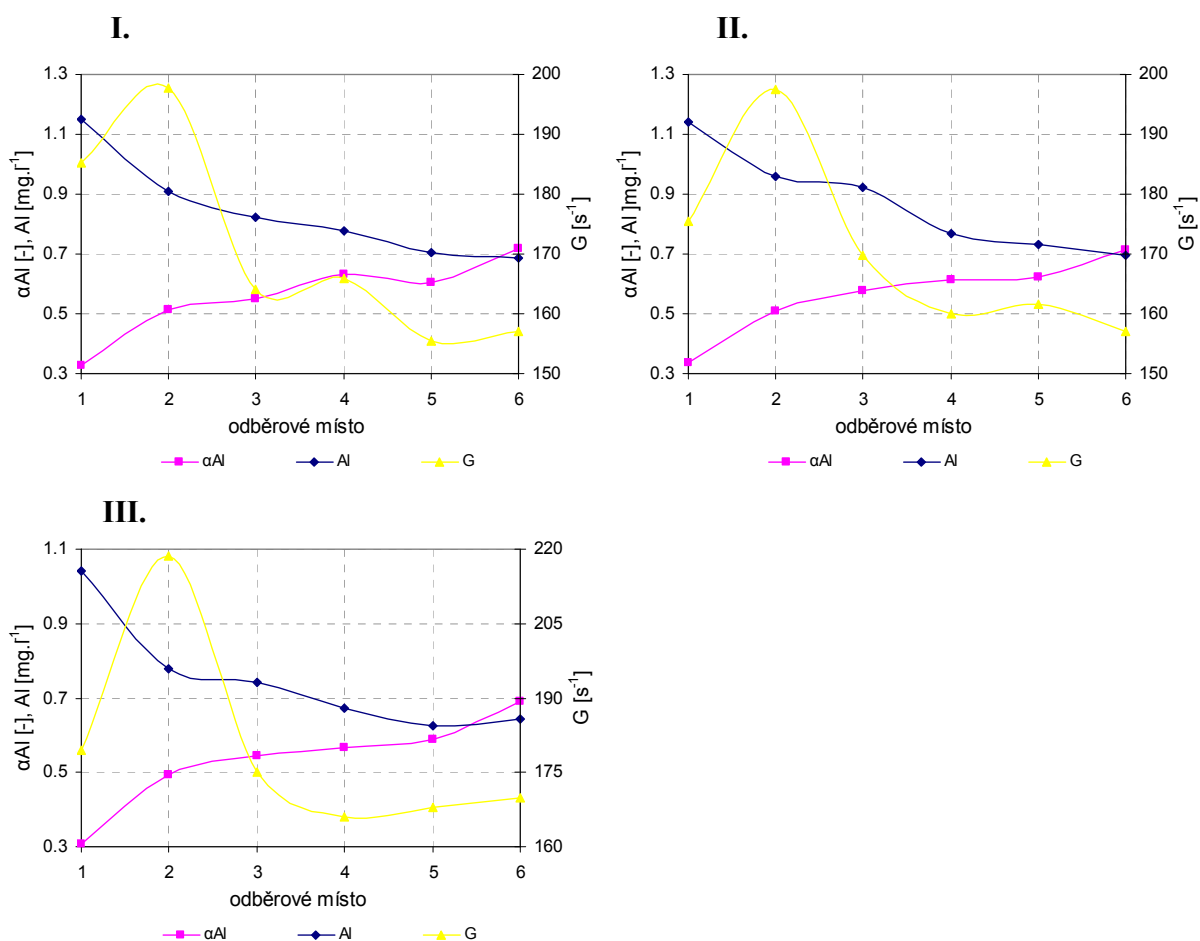 I.
αAl [-], Al [mg.l⁻¹]
1.3
1.1
0.9
0.7
0.5
0.3
200
190
180
170
160
150
G [s⁻¹]
1 2 3 4 5 6
odběrové místo
αAl Al G
II.
αAl [-], Al ]mg.l⁻¹]
1.3
1.1
0.9
0.7
0.5
0.3
200
190
180
170
160
150
G [s⁻¹]
1 2 3 4 5 6
odběrové místo
αAl Al G
III.
αAl [-], Al [mg.l⁻¹]
1.1
0.9
0.7
0.5
0.3
220
205
190
175
160
G [s⁻¹]
1 2 3 4 5 6
odběrové místo
αAl Al G